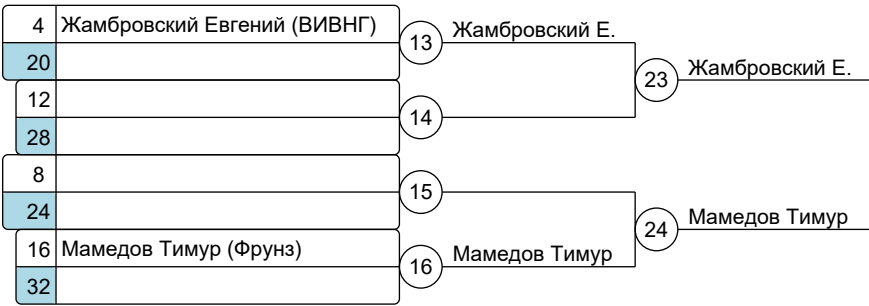 4 Жамбровский Евгений (ВИВНГ)
13 Жамбровский Е.
20
23 Жамбровский Е.
12
14
28
8
15
24
24 Мамедов Тимур
16 Мамедов Тимур (Фрунз)
16 Мамедов Тимур
32